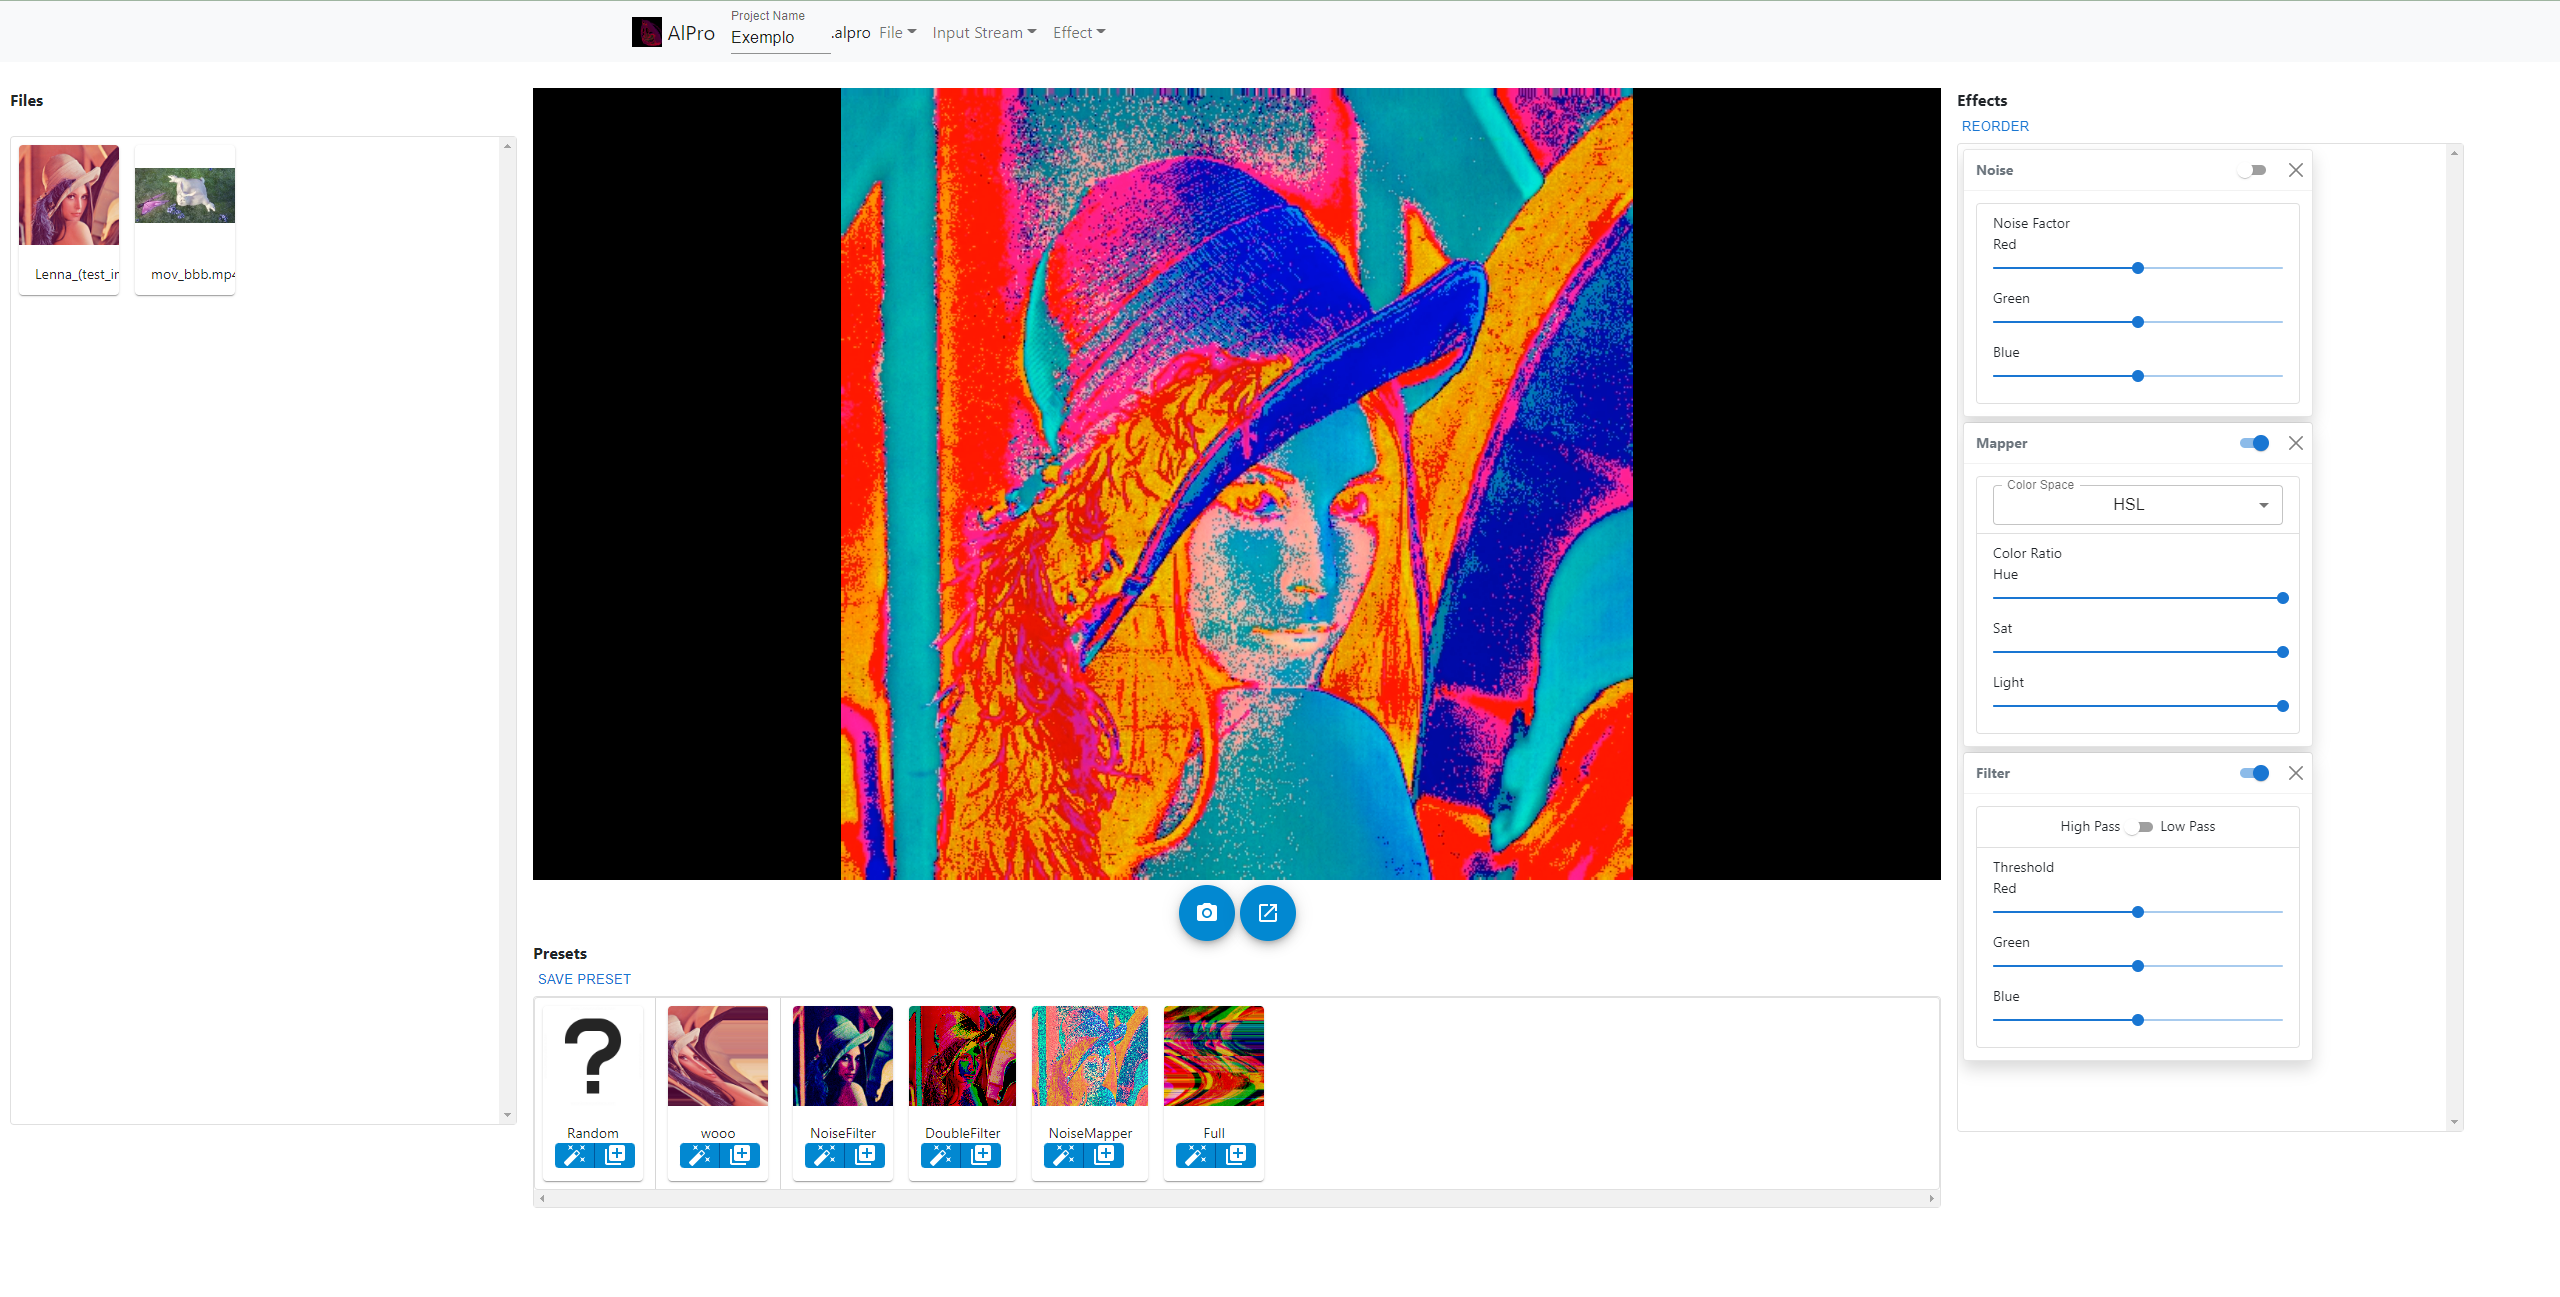 AlPro
Project Name
Exemplo
.alpro
File
Input Stream
Effect
Files
Lenna_(test_ir
mov_bbb.mp4
Presets
SAVE PRESET
Random
wooo
NoiseFilter
DoubleFilter
NoiseMapper
Full
Effects
REORDER
Noise
Noise Factor
Red
Green
Blue
Mapper
Color Space
HSL
Color Ratio
Hue
Sat
Light
Filter
High Pass
Low Pass
Threshold
Red
Green
Blue